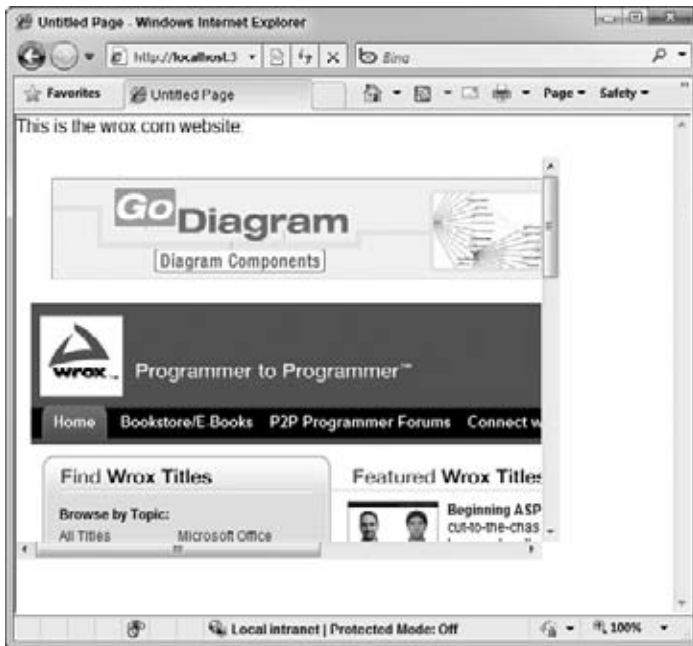 Untitled Page - Windows Internet Explorer
http://localhost:3
Bing
Favorites
Untitled Page
Page
Safety
This is the wrox.com website.
Go Diagram
Diagram Components
wrox
Programmer to Programmer™
Home Bookstore/E-Books P2P Programmer Forums Connect w
Find Wrox Titles
Featured Wrox Titles
Browse by Topic:
Beginning ASP
All Titles Microsoft Office
cut-to-the-chas
Local intranet | Protected Mode: Off
100%